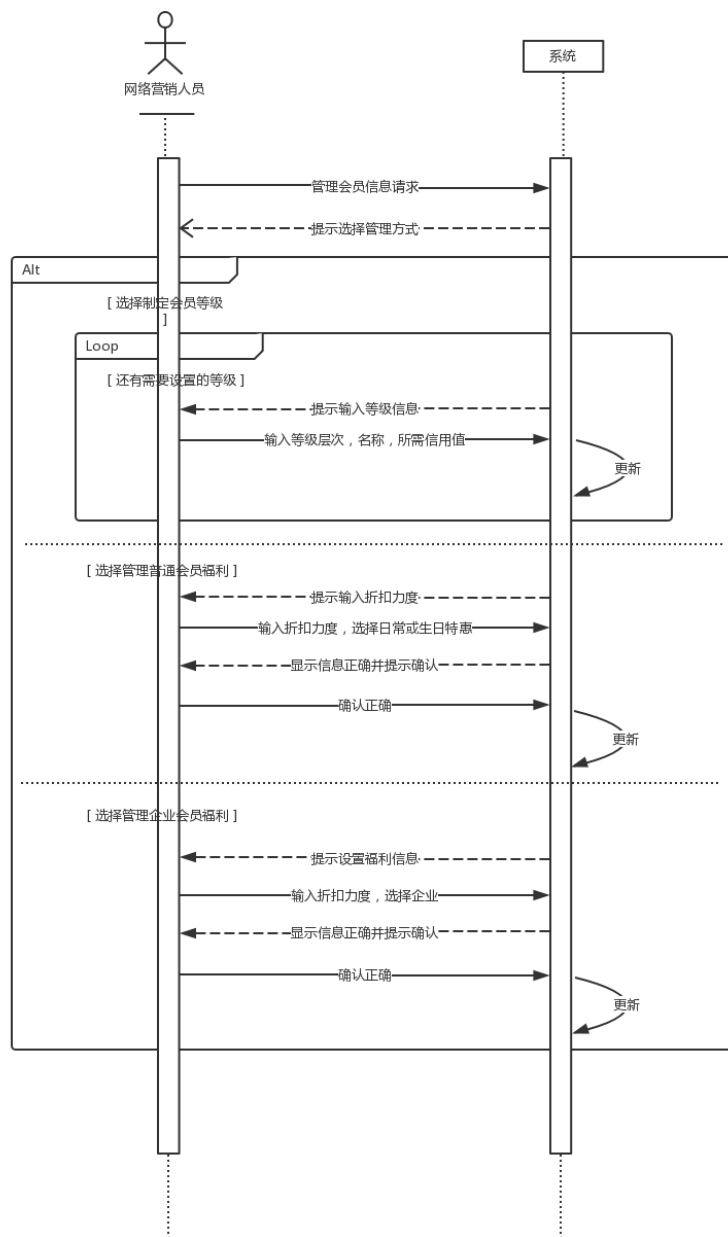 网络营销人员
系统
管理会员信息请求
提示选择管理方式
Alt
[ 选择制定会员等级
]
Loop
[ 还有需要设置的等级 ]
提示输入等级信息
输入等级层次，名称，所需信用值
更新
[ 选择管理普通会员福利 ]
提示输入折扣力度
输入折扣力度，选择日常或生日特惠
显示信息正确并提示确认
确认正确
更新
[ 选择管理企业会员福利 ]
提示设置福利信息
输入折扣力度，选择企业
显示信息正确并提示确认
确认正确
更新